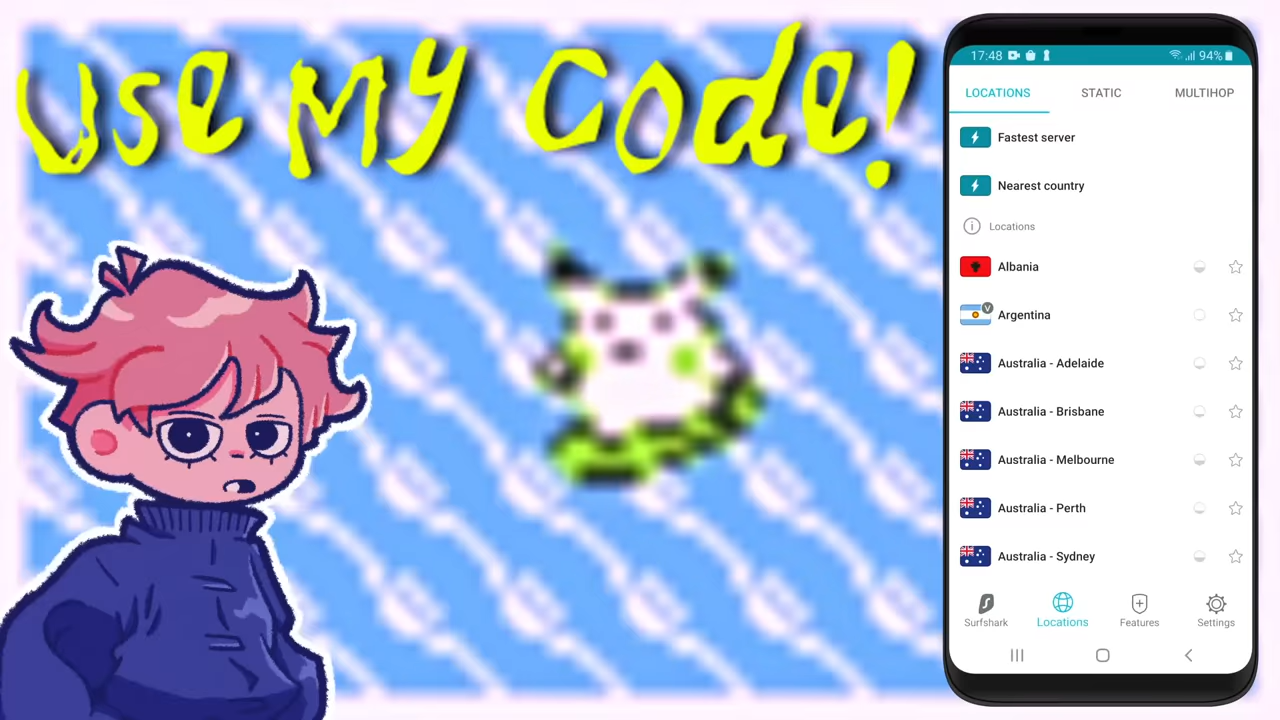 Use My Code!
17:48 94%
LOCATIONS STATIC MULTIHOP
Fastest server
Nearest country
Locations
Albania
V
Argentina
Australia - Adelaide
Australia - Brisbane
Australia - Melbourne
Australia - Perth
Australia - Sydney
Surfshark Locations Features Settings